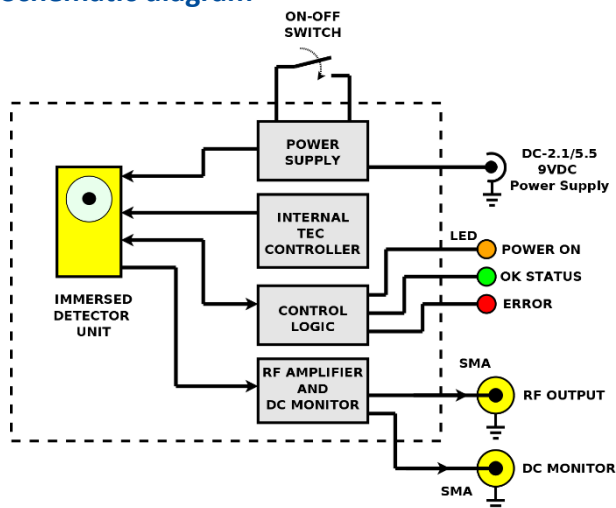 Schematic diagram
ON-OFF
SWITCH
POWER
SUPPLY
DC-2.1/5.5
9VDC
Power Supply
INTERNAL
TEC
CONTROLLER
LED
POWER ON
OK STATUS
ERROR
IMMERSED
DETECTOR
UNIT
CONTROL
LOGIC
RF AMPLIFIER
AND
DC MONITOR
SMA
RF OUTPUT
DC MONITOR
SMA